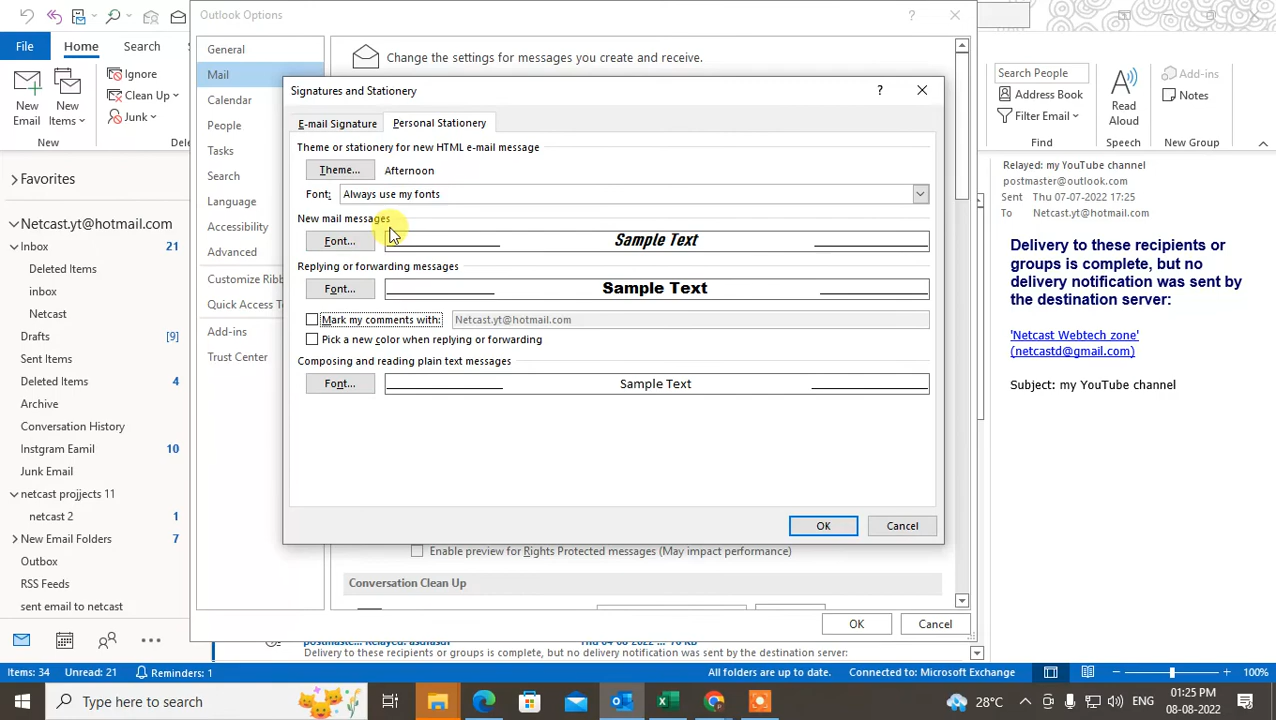 Outlook Options
?
File
Home
Search
General
Change the settings for messages you create and receive.
Mail
Signatures and Stationery
?
Search People
Add-ins
Ignore
Clean Up
Junk
New
Email
New
Items
New
Calendar
Address Book
Notes
Filter Email
Read
Aloud
Find
Speech
New Group
E-mail Signature
Personal Stationery
People
Theme or stationery for new HTML e-mail message
Tasks
Theme...
Afternoon
Search
Font:
Always use my fonts
Language
New mail messages
Accessibility
Font...
Sample Text
Advanced
Replying or forwarding messages
Customize Ribb
Font...
Sample Text
Quick Access T
Mark my comments with:
Netcast.yt@hotmail.com
Add-ins
Pick a new color when replying or forwarding
Trust Center
Composing and reading plain text messages
Font...
Sample Text
OK
Cancel
Enable preview for Rights Protected messages (May impact performance)
Conversation Clean Up
OK
Cancel
Favorites
Netcast.yt@hotmail.com
Inbox 21
Deleted Items
inbox
Netcast
Drafts [9]
Sent Items
Deleted Items 4
Archive
Conversation History
Instgram Eamil 10
Junk Email
netcast projjects 11
netcast 2 1
New Email Folders 7
Outbox
RSS Feeds
sent email to netcast
Relayed: my YouTube channel
postmaster@outlook.com
Sent Thu 07-07-2022 17:25
To Netcast.yt@hotmail.com
Delivery to these recipients or
groups is complete, but no
delivery notification was sent by
the destination server:
'Netcast Webtech zone'
(netcastd@gmail.com)
Subject: my YouTube channel
Delivery to these recipients or groups is complete, but no delivery notification was sent by the destination server:
Items: 34
Unread: 21
Reminders: 1
All folders are up to date.
Connected to: Microsoft Exchange
100%
Type here to search
28°C
ENG
01:25 PM
08-08-2022